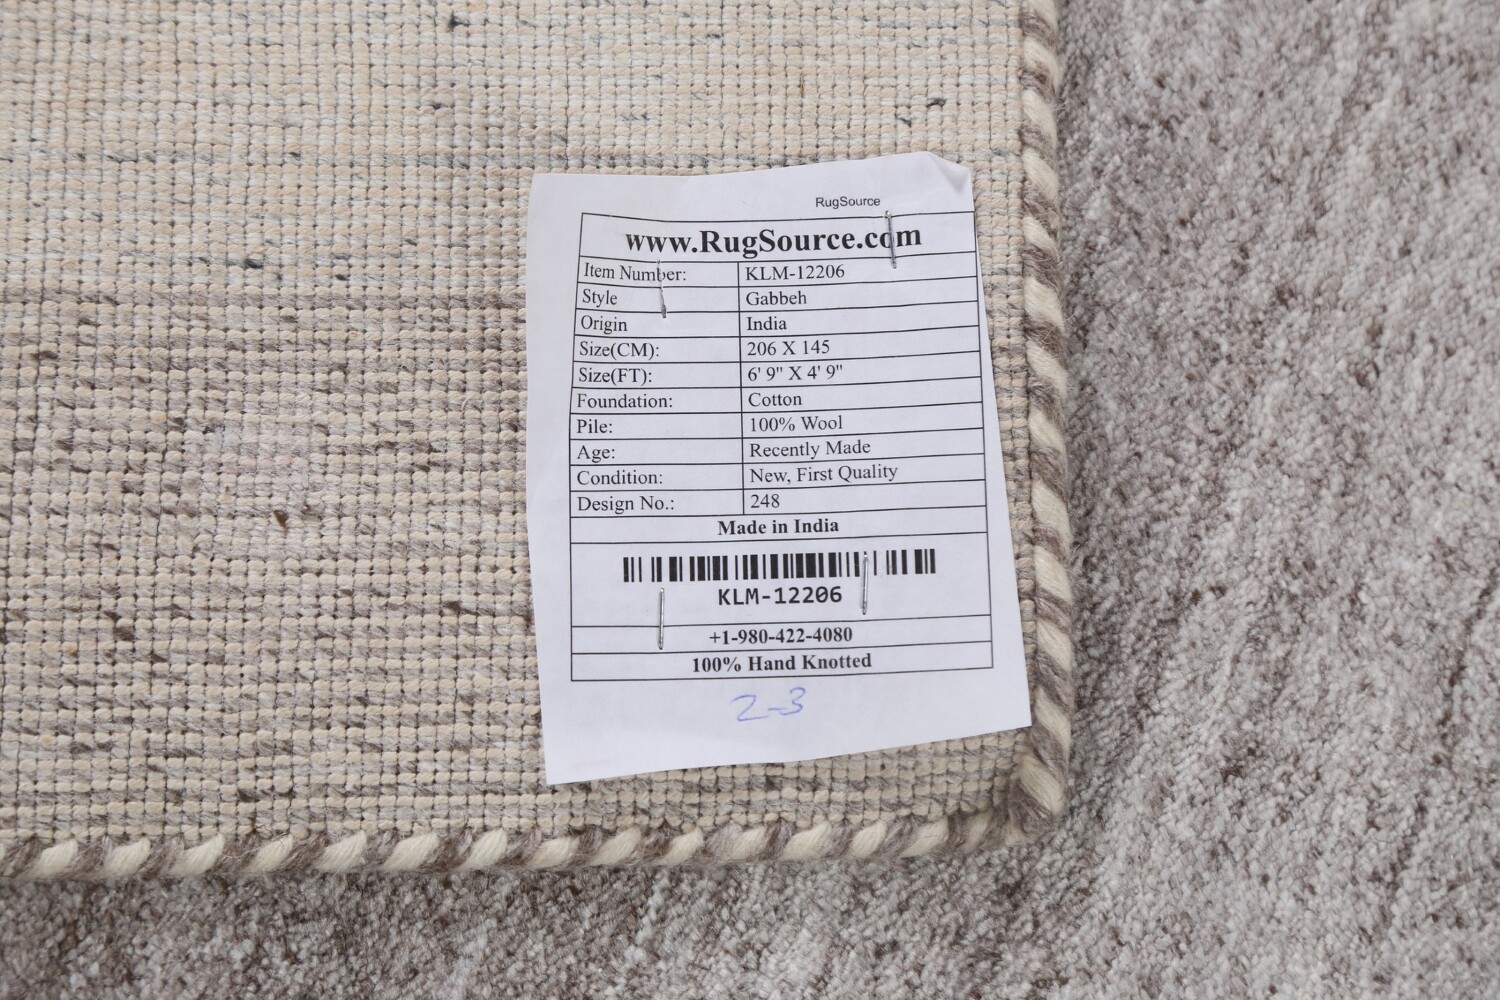 RugSource
www.RugSource.com
Item Number: KLM-12206
Style Gabbeh
Origin India
Size(CM): 206 X 145
Size(FT): 6' 9" X 4' 9"
Foundation: Cotton
Pile: 100% Wool
Age: Recently Made
Condition: New, First Quality
Design No.: 248
Made in India
KLM-12206
+1-980-422-4080
100% Hand Knotted
2-3